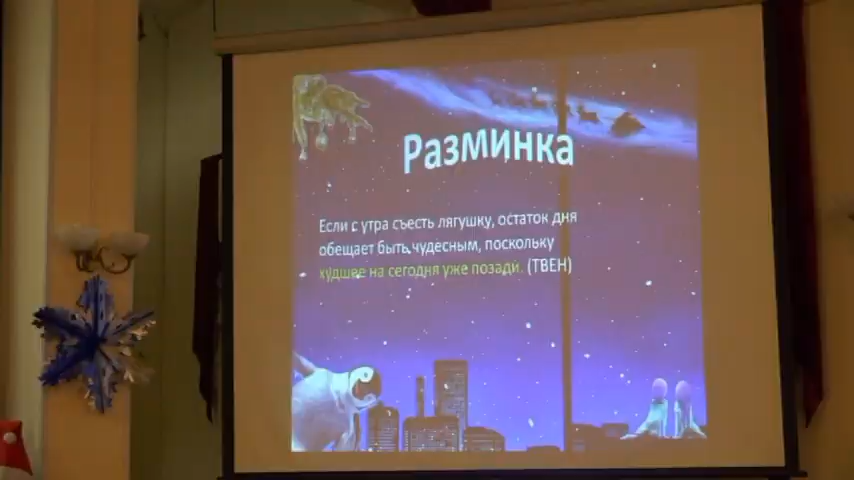 Разминка
Если с утра съесть лягушку, остаток дня
обещает быть чудесным, поскольку
худшее на сегодня уже позади. (ТВЕН)